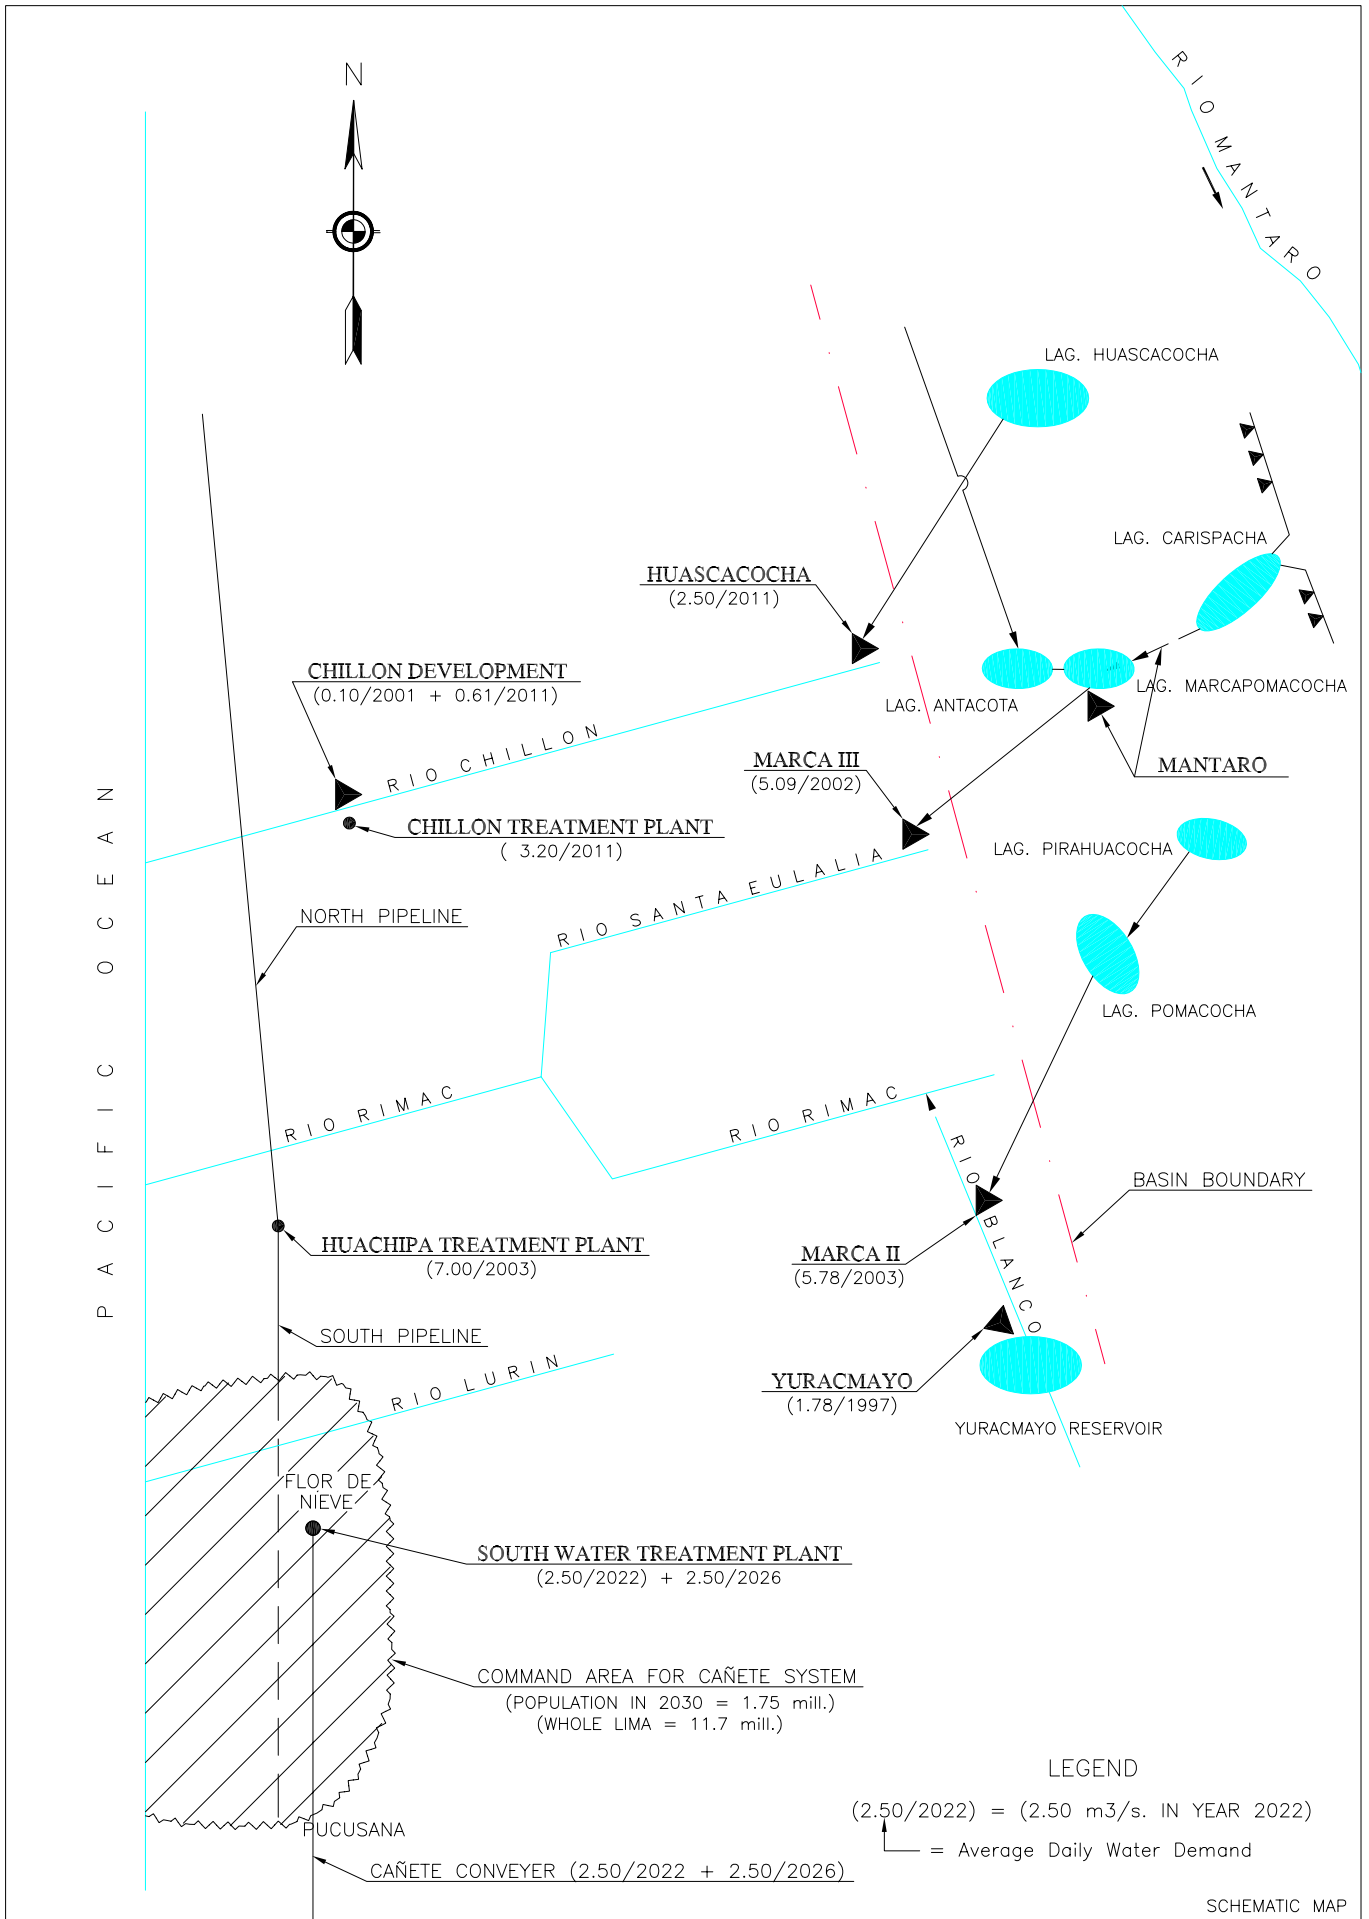 N
RIO MANTARO
LAG. HUASCACOCHA
LAG. CARISPACHA
HUASCACOCHA
(2.50/2011)
CHILLON DEVELOPMENT
(0.10/2001 + 0.61/2011)
LAG. MARCAPOMACOCHA
LAG. ANTACOTA
RIO CHILLON
MARCA III
(5.09/2002)
MANTARO
CHILLON TREATMENT PLANT
( 3.20/2011)
LAG. PIRAHUACOCHA
RIO SANTA EULALIA
NORTH PIPELINE
PACIFIC OCEAN
LAG. POMACOCHA
RIO RIMAC
RIO RIMAC
RIO BLANCO
BASIN BOUNDARY
HUACHIPA TREATMENT PLANT
(7.00/2003)
MARCA II
(5.78/2003)
SOUTH PIPELINE
RIO LURIN
YURACMAYO
(1.78/1997)
YURACMAYO RESERVOIR
FLOR DE
NIEVE
SOUTH WATER TREATMENT PLANT
(2.50/2022) + 2.50/2026
COMMAND AREA FOR CAÑETE SYSTEM
(POPULATION IN 2030 = 1.75 mill.)
(WHOLE LIMA = 11.7 mill.)
LEGEND
(2.50/2022) = (2.50 m3/s. IN YEAR 2022)
= Average Daily Water Demand
PUCUSANA
CAÑETE CONVEYER (2.50/2022 + 2.50/2026)
SCHEMATIC MAP